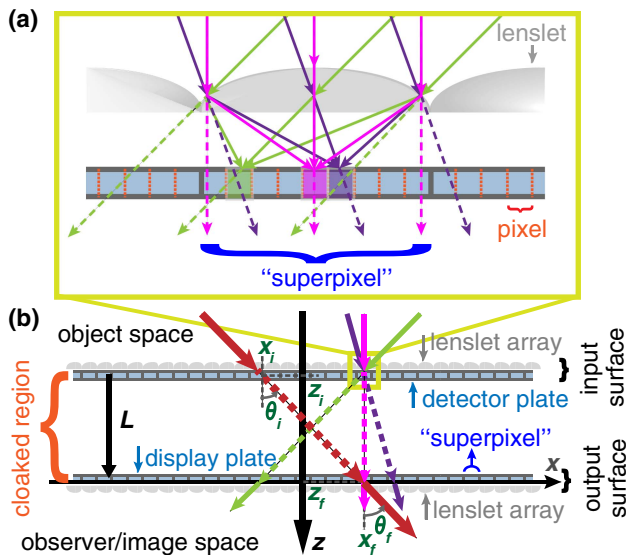 (a)
lenslet
pixel
“superpixel”
(b)
object space
lenslet array
input
surface
detector plate
x_i
z_i
θ_i
cloaked region
L
display plate
“superpixel”
x
z_f
θ_f
x_f
lenslet array
output
surface
observer/image space
z